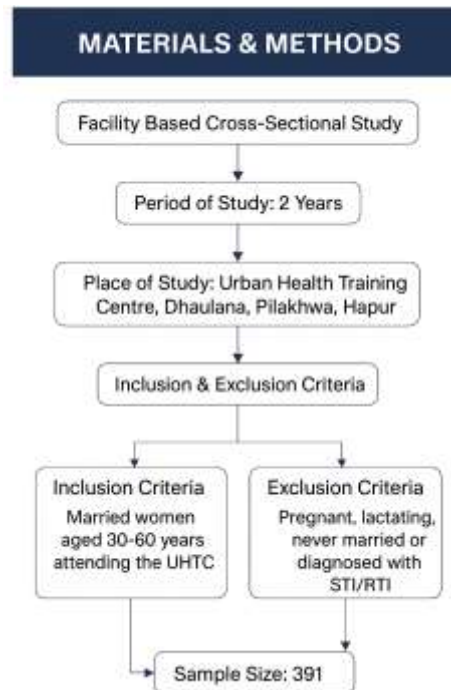 MATERIALS & METHODS
Facility Based Cross-Sectional Study
Period of Study: 2 Years
Place of Study: Urban Health Training
Centre, Dhaulana, Pilakhwa, Hapur
Inclusion & Exclusion Criteria
Inclusion Criteria
Married women
aged 30-60 years
attending the UHTC
Exclusion Criteria
Pregnant, lactating,
never married or
diagnosed with
STI/RTI
Sample Size: 391